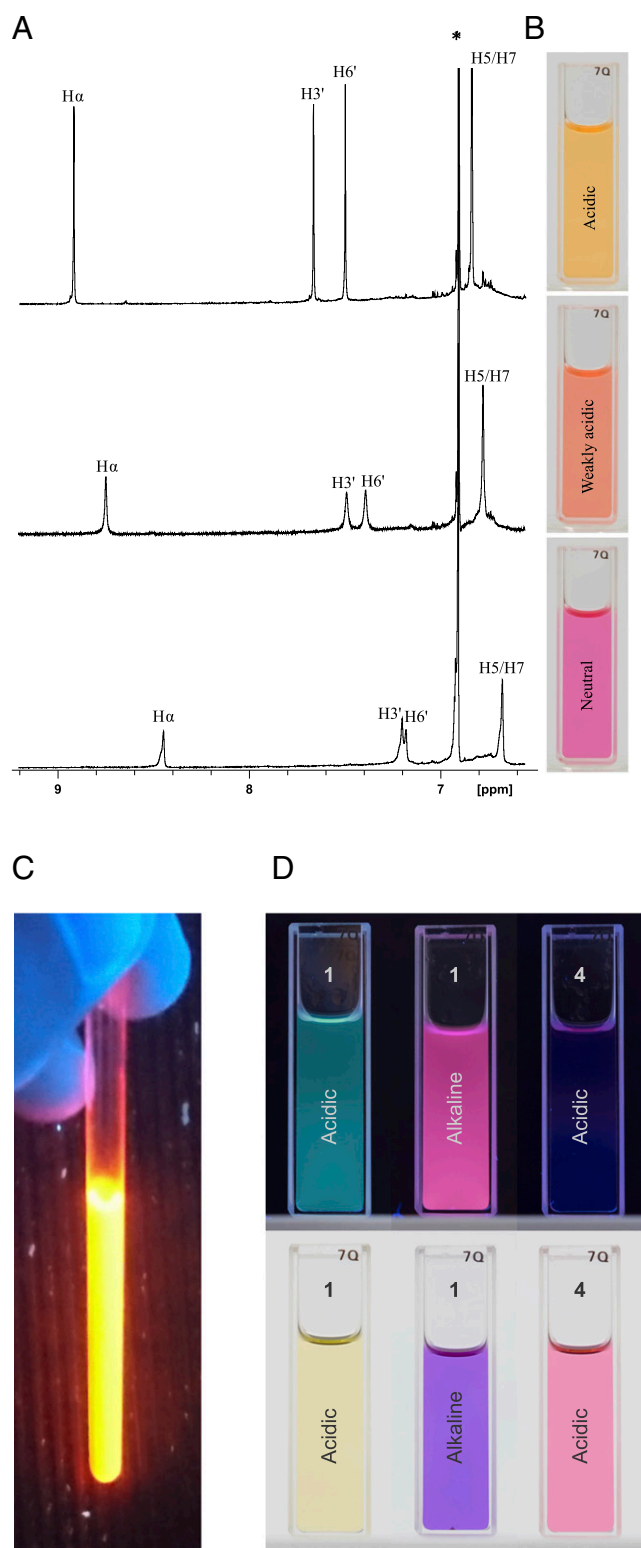 A
B
*
H5/H7
Hα
H3'
H6'
7Q
Acidic
H5/H7
Hα
H3'
H6'
7Q
Weakly acidic
H5/H7
Hα
H3'
H6'
7Q
Neutral
9
8
7
[ppm]
C
D
7Q
7Q
1
1
4
Acidic
Alkaline
Acidic
7Q
7Q
7Q
1
1
4
Acidic
Alkaline
Acidic